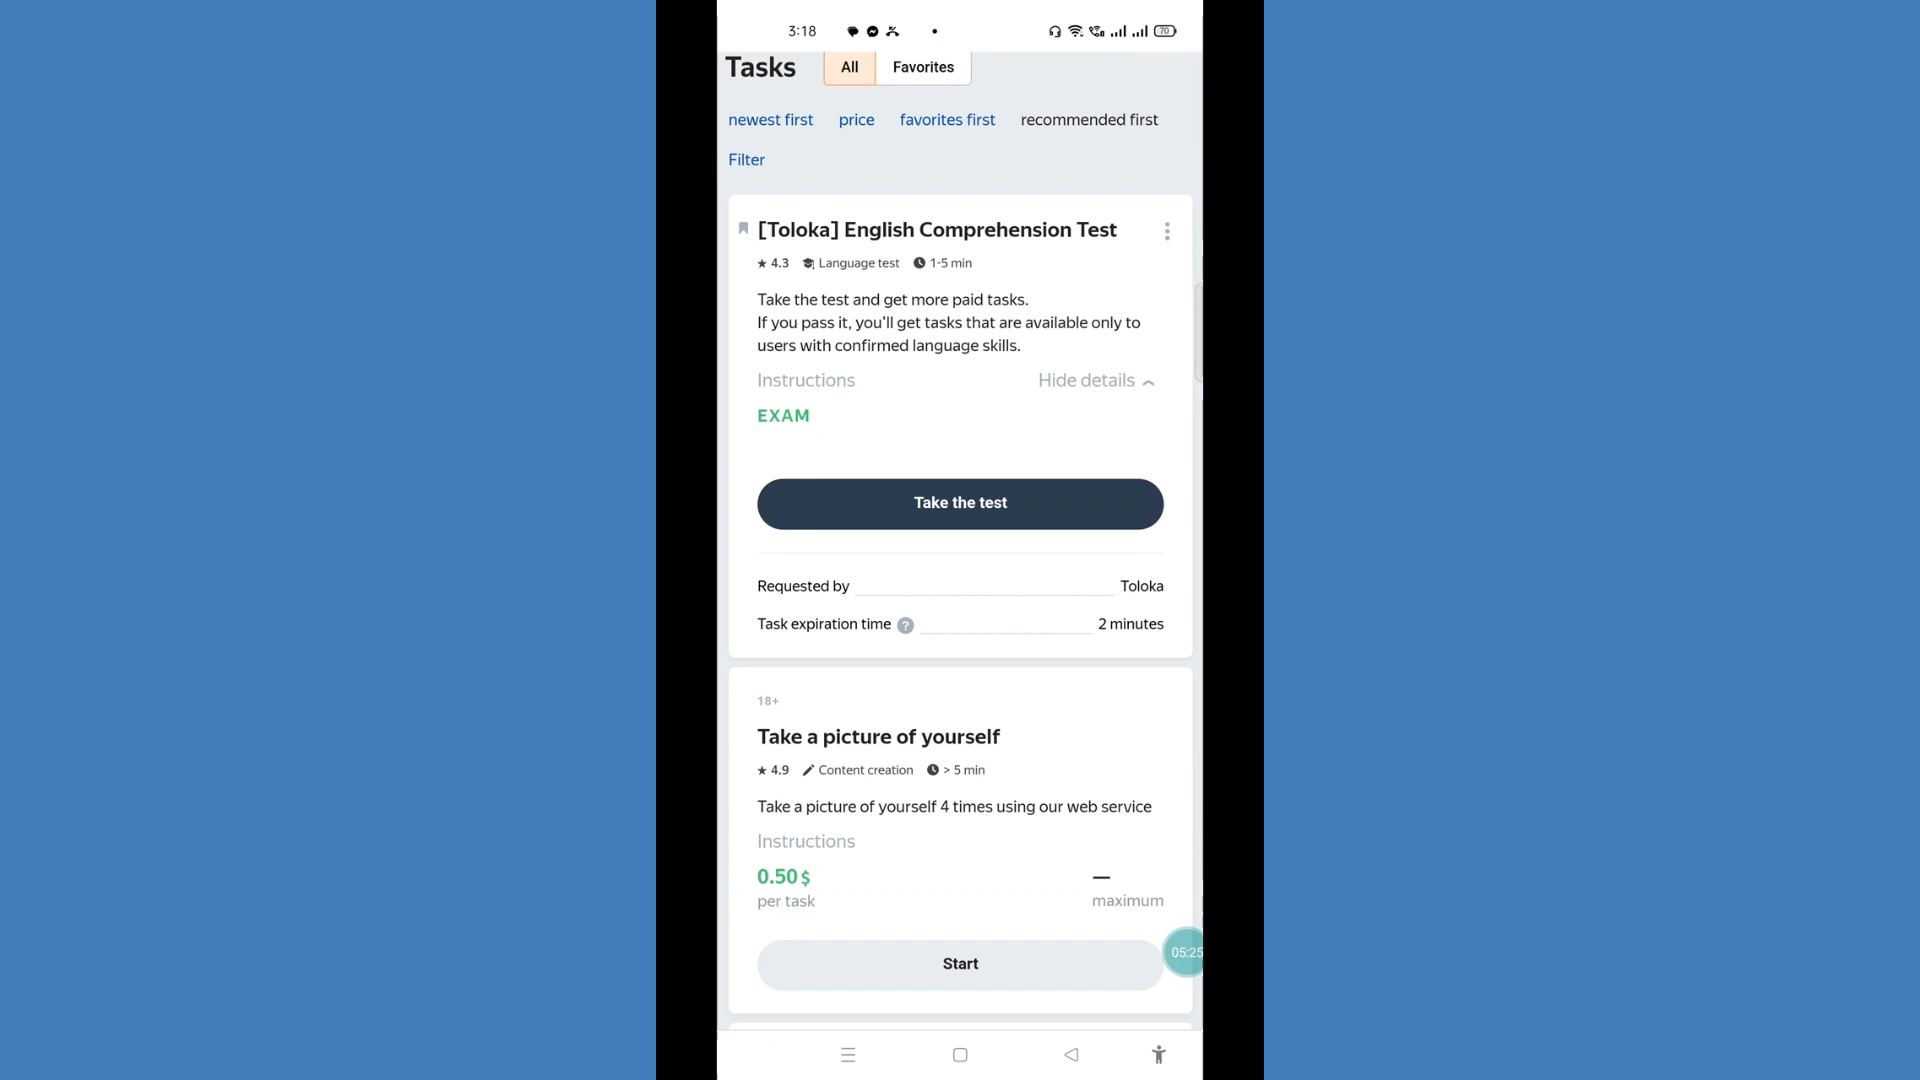 3:18 70
Tasks All Favorites
newest first price favorites first recommended first
Filter
[Toloka] English Comprehension Test
4.3 Language test 1-5 min
Take the test and get more paid tasks.
If you pass it, you'll get tasks that are available only to
users with confirmed language skills.
Instructions Hide details
EXAM
Take the test
Requested by Toloka
Task expiration time ? 2 minutes
18+
Take a picture of yourself
4.9 Content creation > 5 min
Take a picture of yourself 4 times using our web service
Instructions
0.50 $ —
per task maximum
Start
05:25